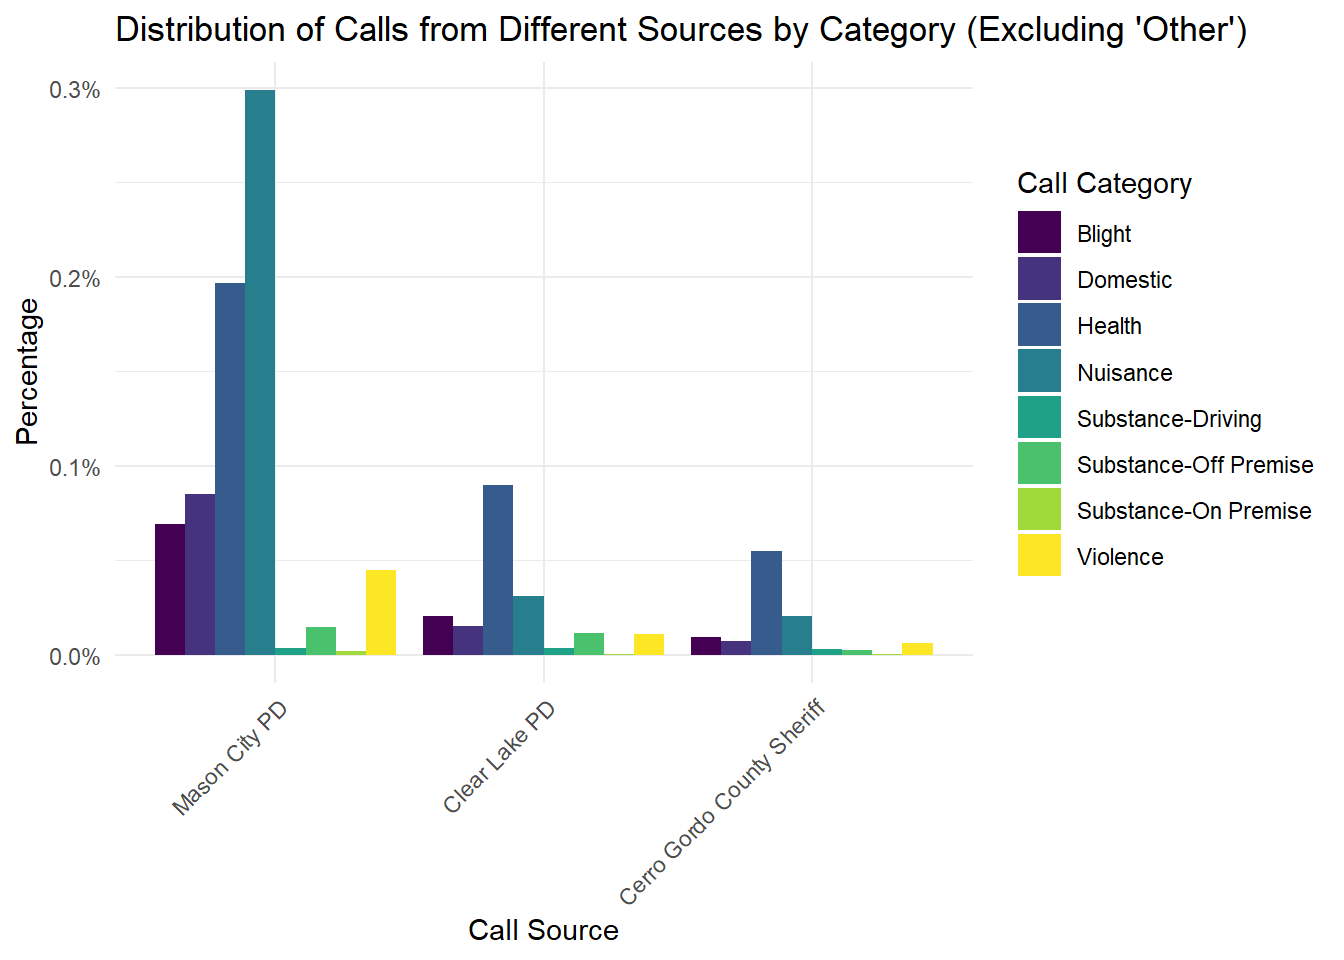 Distribution of Calls from Different Sources by Category (Excluding 'Other')
Percentage
0.3%
0.2%
0.1%
0.0%
Mason City PD
Clear Lake PD
Cerro Gordo County Sheriff
Call Source
Call Category
Blight
Domestic
Health
Nuisance
Substance-Driving
Substance-Off Premise
Substance-On Premise
Violence